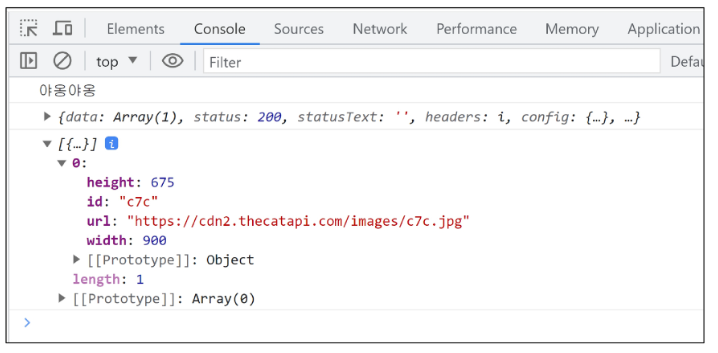 Elements Console Sources Network Performance Memory Application
top ▼ Filter Defau
야옹야옹
▶ {data: Array(1), status: 200, statusText: '', headers: i, config: {…}, …}
▼ [{…}] i
▼ 0:
height: 675
id: "c7c"
url: "https://cdn2.thecatapi.com/images/c7c.jpg"
width: 900
▶ [[Prototype]]: Object
length: 1
▶ [[Prototype]]: Array(0)
>